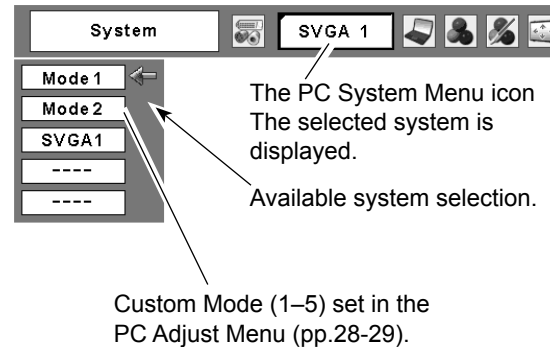 System
SVGA 1
Mode 1
Mode 2
SVGA1
----
----
The PC System Menu icon
The selected system is
displayed.
Available system selection.
Custom Mode (1–5) set in the
PC Adjust Menu (pp.28-29).